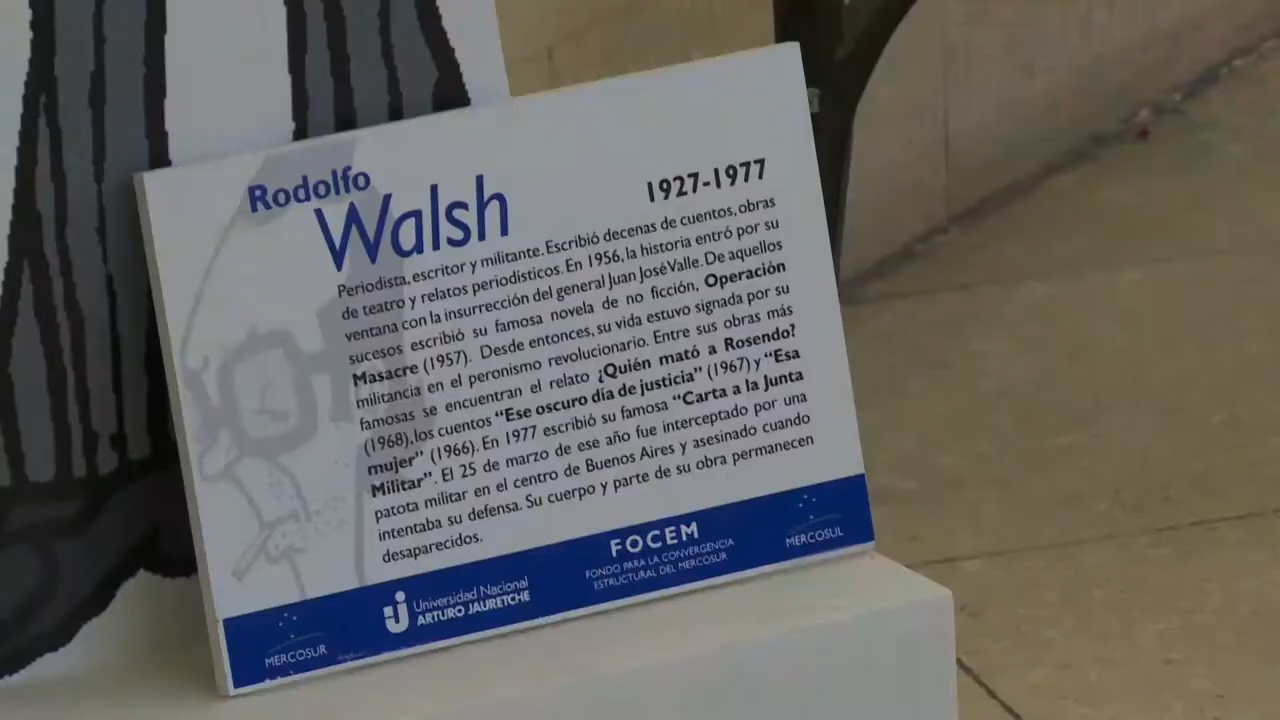 Rodolfo
Walsh
1927-1977
Periodista, escritor y militante. Escribió decenas de cuentos, obras
de teatro y relatos periodísticos. En 1956, la historia entró por su
ventana con la insurrección del general Juan José Valle. De aquellos
sucesos escribió su famosa novela de no ficción, Operación
Masacre (1957). Desde entonces, su vida estuvo signada por su
militancia en el peronismo revolucionario. Entre sus obras más
famosas se encuentran el relato ¿Quién mató a Rosendo?
(1968), los cuentos “Ese oscuro día de justicia” (1967) y “Esa
mujer” (1966). En 1977 escribió su famosa “Carta a la Junta
Militar”. El 25 de marzo de ese año fue interceptado por una
patota militar en el centro de Buenos Aires y asesinado cuando
intentaba su defensa. Su cuerpo y parte de su obra permanecen
desaparecidos.
MERCOSUR
Universidad Nacional
ARTURO JAURETCHE
FOCEM
FONDO PARA LA CONVERGENCIA
ESTRUCTURAL DEL MERCOSUR
MERCOSUL